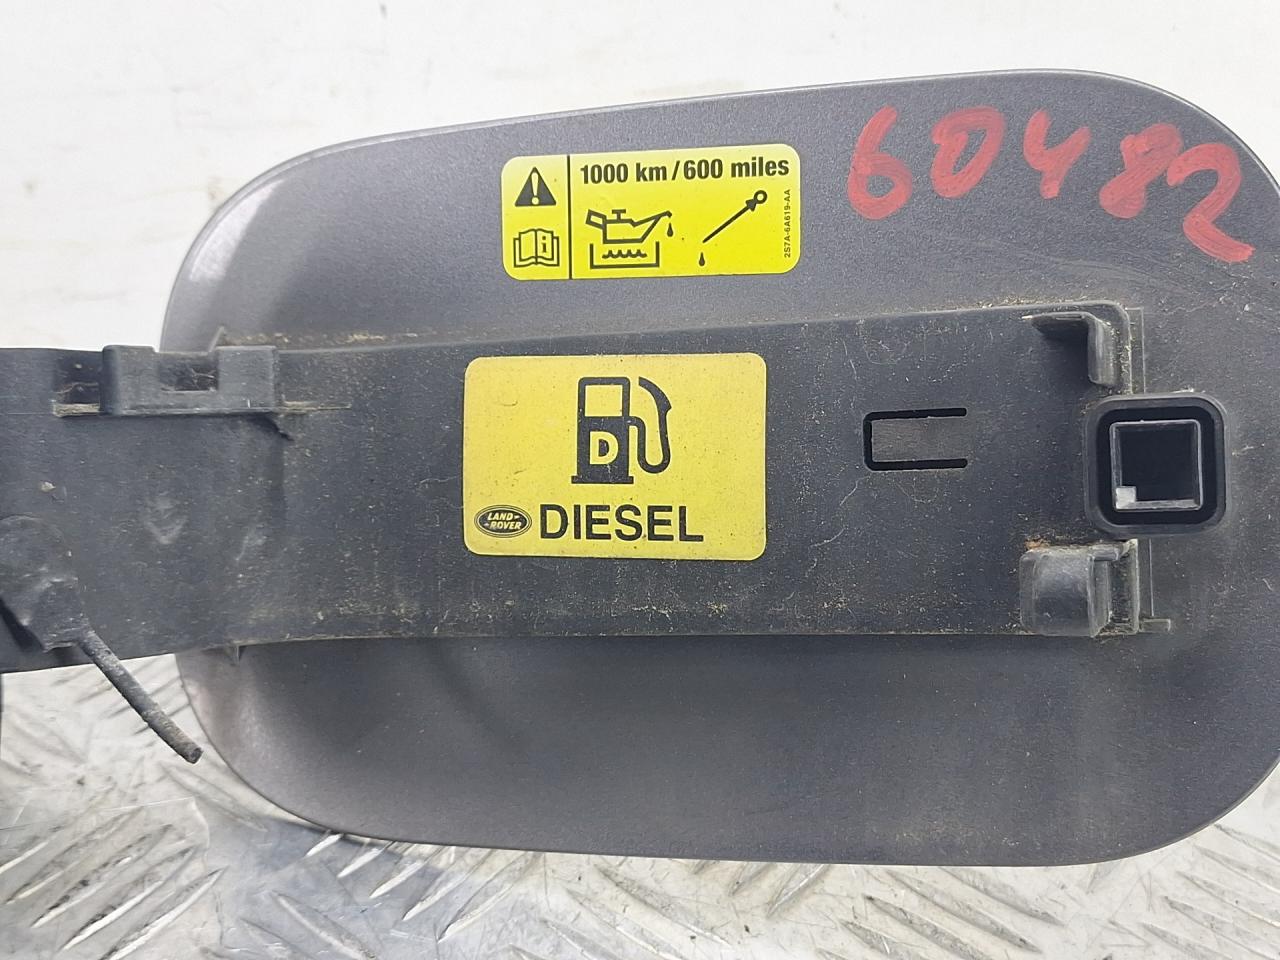 60482
1000 km/600 miles
2S7A-6A619-AA
D
LAND-
-ROVER
DIESEL